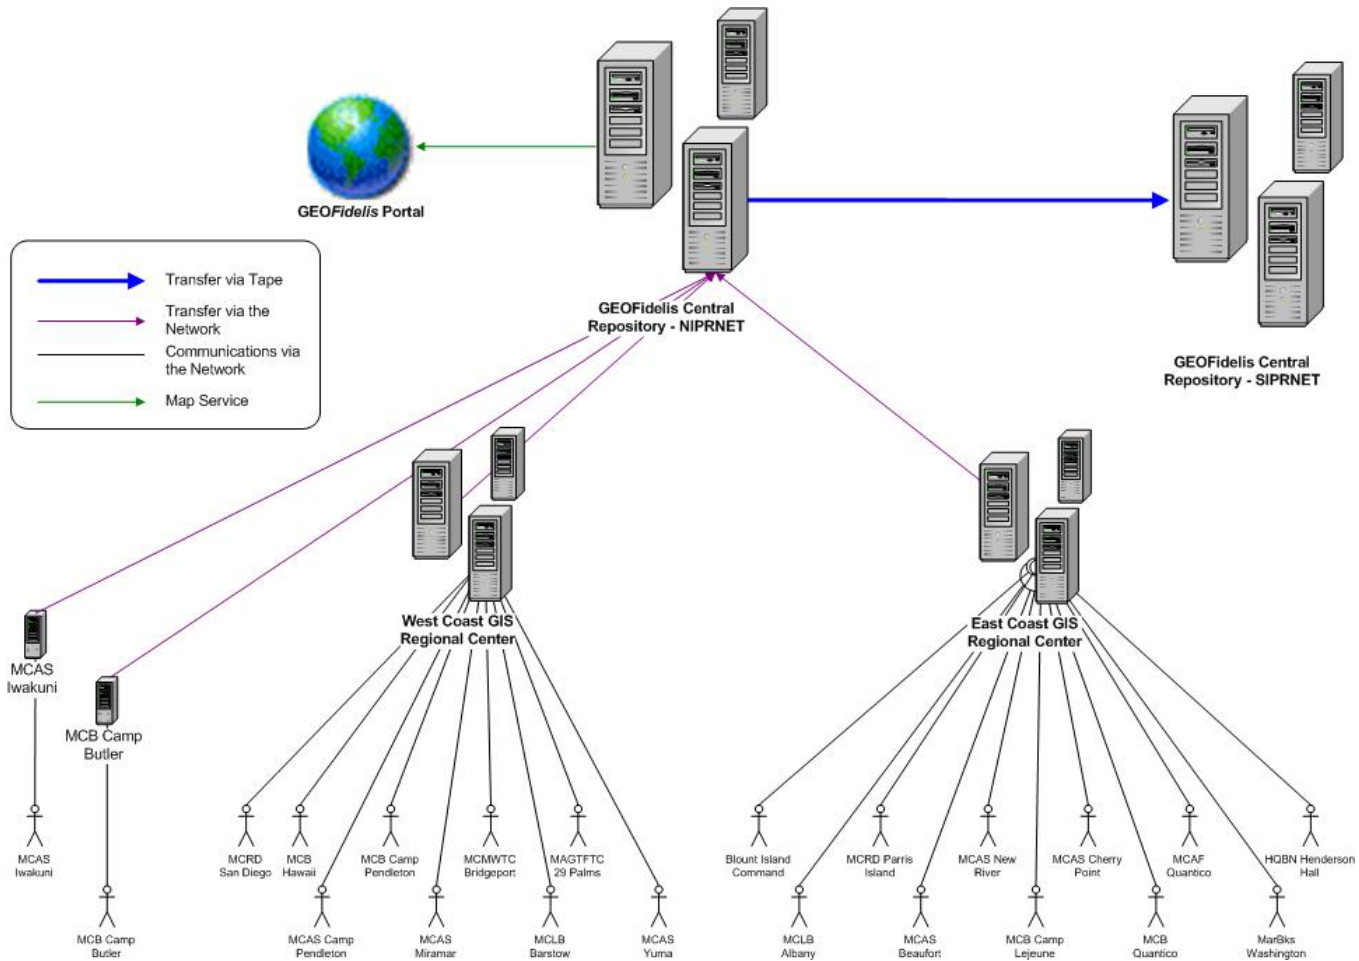 GEOFidelis Portal
Transfer via Tape
Transfer via the
Network
Communications via
the Network
Map Service
GEOFidelis Central
Repository - NIPRNET
GEOFidelis Central
Repository - SIPRNET
West Coast GIS
Regional Center
East Coast GIS
Regional Center
MCAS
Iwakuni
MCB Camp
Butler
MCAS
Iwakuni
MCRD
San Diego
MCB
Hawaii
MCB Camp
Pendleton
MCMWTC
Bridgeport
MAGTFTC
29 Palms
Blount Island
Command
MCRD Parris
Island
MCAS New
River
MCAS Cherry
Point
MCAF
Quantico
HQBN Henderson
Hall
MCB Camp
Butler
MCAS Camp
Pendleton
MCAS
Miramar
MCLB
Barstow
MCAS
Yuma
MCLB
Albany
MCAS
Beaufort
MCB Camp
Lejeune
MCB
Quantico
MarBks
Washington